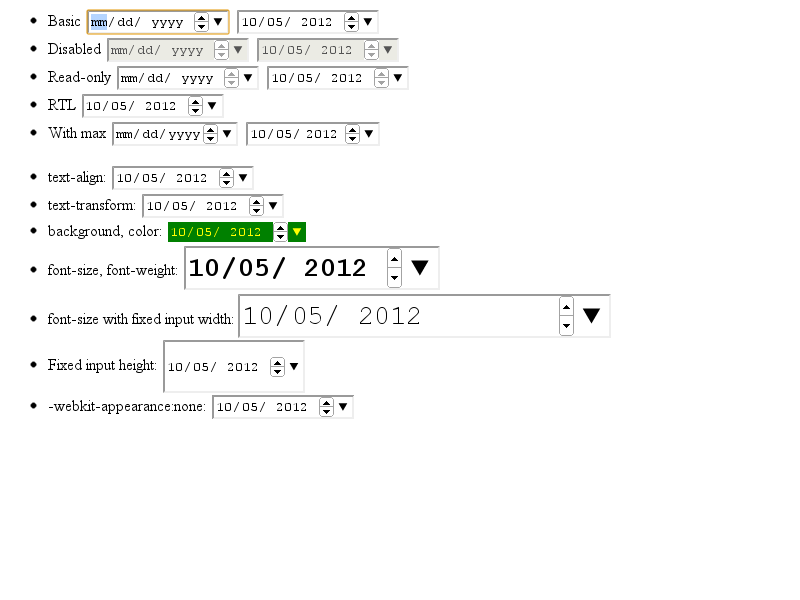 Basic mm/dd/ yyyy 10/05/ 2012
Disabled mm/dd/ yyyy 10/05/ 2012
Read-only mm/dd/ yyyy 10/05/ 2012
RTL 10/05/ 2012
With max mm/dd/yyyy 10/05/ 2012
text-align: 10/05/ 2012
text-transform: 10/05/ 2012
background, color: 10/05/ 2012
font-size, font-weight: 10/05/ 2012
font-size with fixed input width: 10/05/ 2012
Fixed input height: 10/05/ 2012
-webkit-appearance:none: 10/05/ 2012